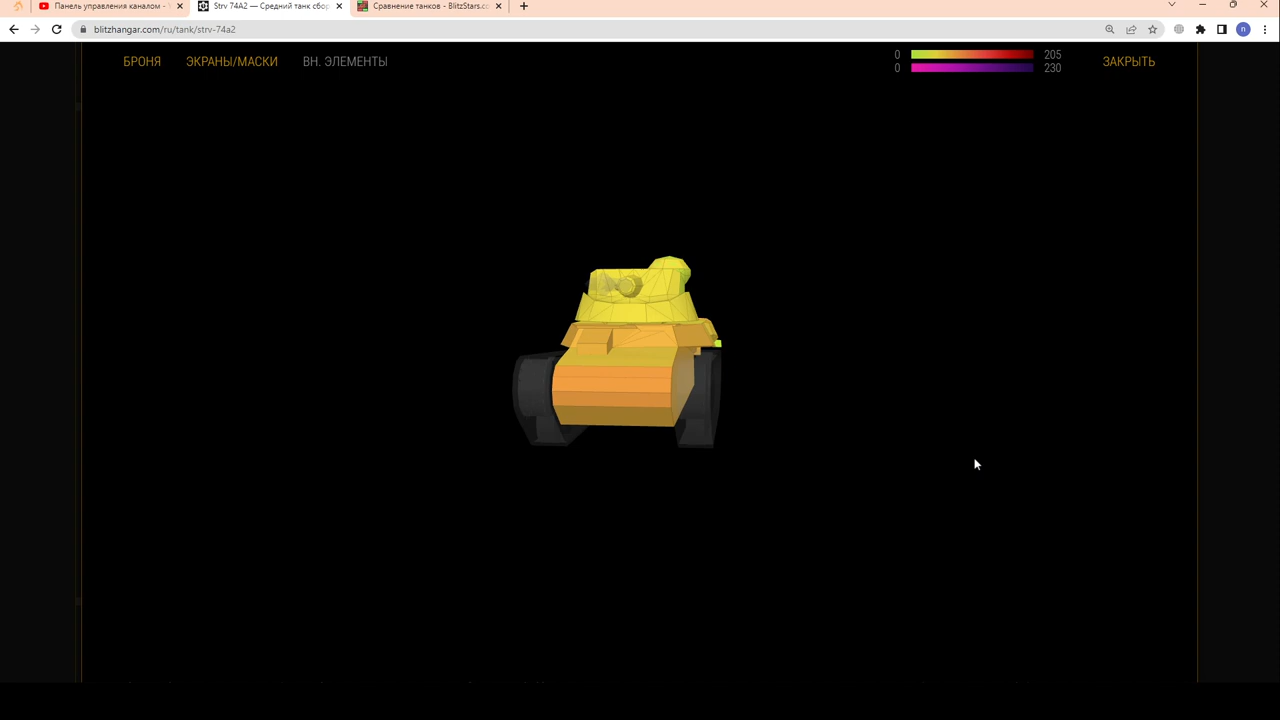 Панель управления каналом -
Strv 74A2 — Средний танк сбор
Сравнение танков - BlitzStars.co
blitzhangar.com/ru/tank/strv-74a2
n
БРОНЯ ЭКРАНЫ/МАСКИ ВН. ЭЛЕМЕНТЫ
0 205
0 230
ЗАКРЫТЬ